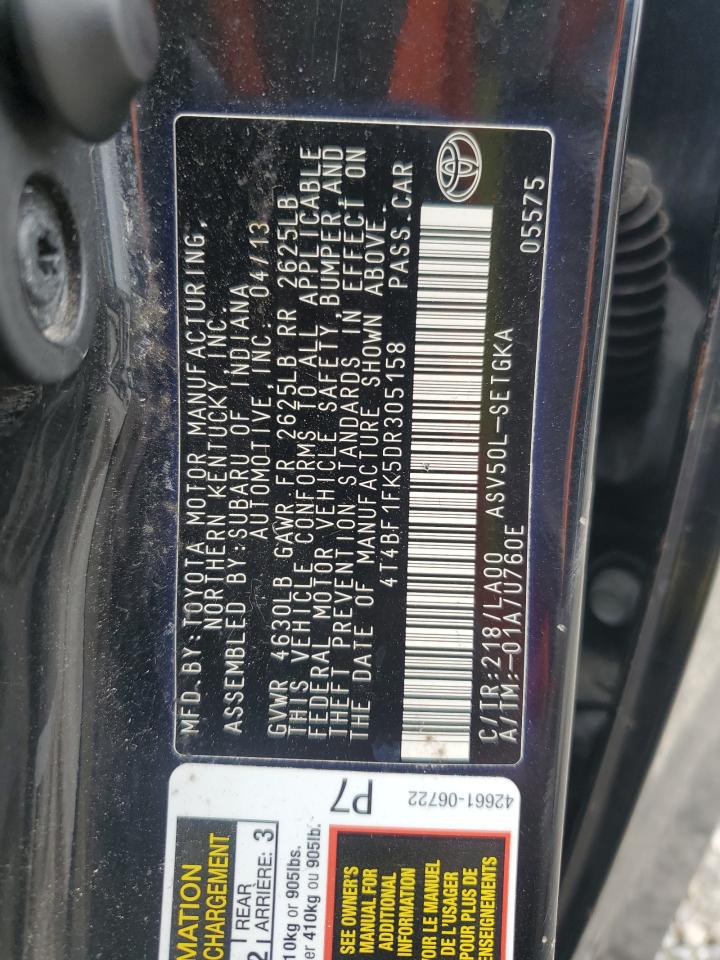 MFD.BY:TOYOTA MOTOR MANUFACTURING,
NORTHERN KENTUCKY, INC.
ASSEMBLED BY:SUBARU OF INDIANA
AUTOMOTIVE, INC. 04/13
GVWR 4630LB GAWR FR 2625LB RR 2625LB
THIS VEHICLE CONFORMS TO ALL APPLICABLE
FEDERAL MOTOR VEHICLE SAFETY,BUMPER,AND
THEFT PREVENTION STANDARDS IN EFFECT ON
THE DATE OF MANUFACTURE SHOWN ABOVE.
4T4BF1FK5DR305158 PASS.CAR
C/TR:218/LA00 ASV50L-SETGKA
A/TM:-01A/U760E 05575
P7
42661-06722
MATION
CHARGEMENT
2 REAR
ARRIÈRE: 3
10kg or 905lbs.
er 410kg ou 905lb.
SEE OWNER'S
MANUAL FOR
ADDITIONAL
INFORMATION
VOIR LE MANUEL
DE L'USAGER
POUR PLUS DE